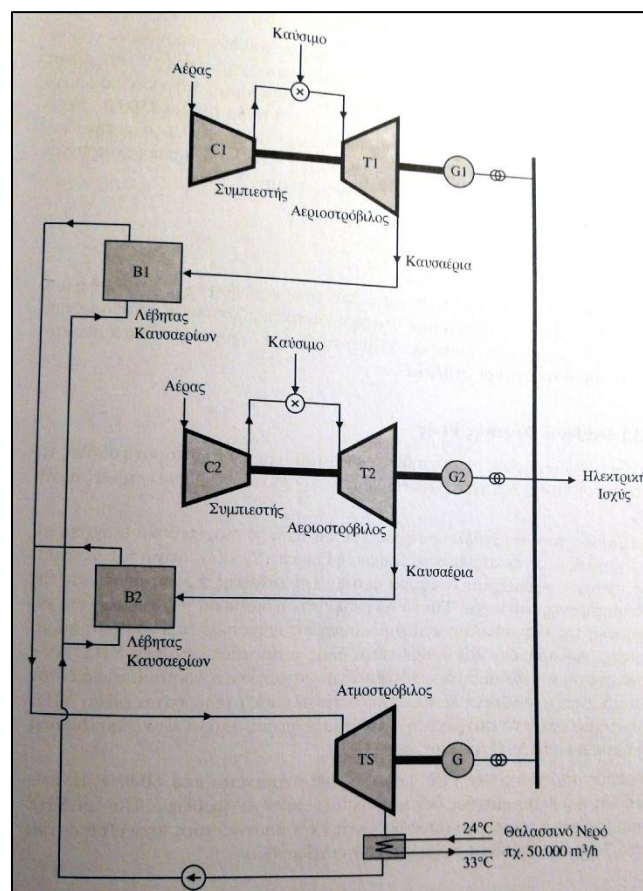 Καύσιμο
Αέρας
C1
T1
G1
Συμπιεστής
Αεριοστρόβιλος
Καυσαέρια
B1
Λέβητας
Καυσαερίων
Καύσιμο
Αέρας
C2
T2
G2
Ηλεκτρική
Ισχύς
Συμπιεστής
Αεριοστρόβιλος
Καυσαέρια
B2
Λέβητας
Καυσαερίων
Ατμοστρόβιλος
TS
G
24°C
Θαλασσινό Νερό
πχ. 50.000 m³/h
33°C